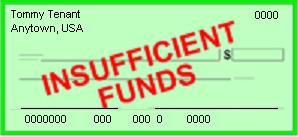 Tommy Tenant 0000
Anytown, USA
INSUFFICIENT
$
FUNDS
0000000 000 000 0 0000